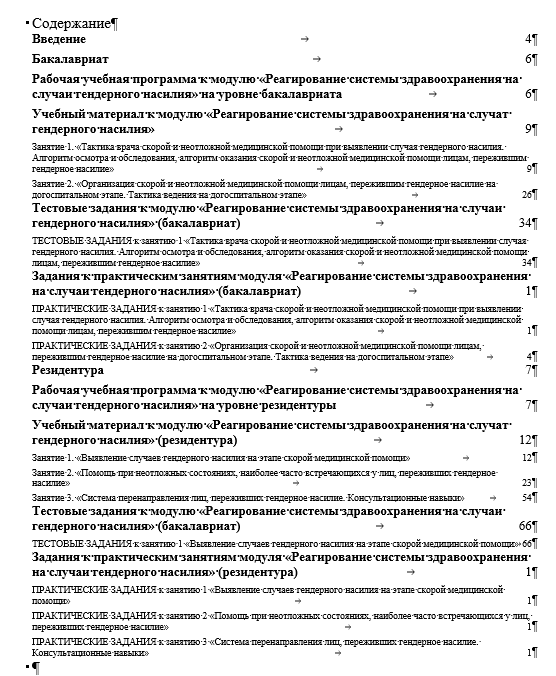 Содержание
Введение 4
Бакалавриат 6
Рабочая учебная программа к модулю «Реагирование системы здравоохранения на
случаи гендерного насилия» на уровне бакалавриата 6
Учебный материал к модулю «Реагирование системы здравоохранения на случаи
гендерного насилия» 9
Занятие 1. «Тактика врача скорой и неотложной медицинской помощи при выявлении случая гендерного насилия.
Алгоритм осмотра и обследования, алгоритм оказания скорой и неотложной медицинской помощи лицам, пережившим
гендерное насилие» 9
Занятие 2. «Организация скорой и неотложной медицинской помощи лицам, пережившим гендерное насилие на
догоспитальном этапе. Тактика ведения на догоспитальном этапе» 26
Тестовые задания к модулю «Реагирование системы здравоохранения на случаи
гендерного насилия» (бакалавриат) 34
ТЕСТОВЫЕ ЗАДАНИЯ к занятию 1 «Тактика врача скорой и неотложной медицинской помощи при выявлении случая
гендерного насилия. Алгоритм осмотра и обследования, алгоритм оказания скорой и неотложной медицинской помощи
лицам, пережившим гендерное насилие» 34
Задания к практическим занятиям модуля «Реагирование системы здравоохранения
на случаи гендерного насилия» (бакалавриат) 1
ПРАКТИЧЕСКИЕ ЗАДАНИЯ к занятию 1 «Тактика врача скорой и неотложной медицинской помощи при выявлении
случая гендерного насилия. Алгоритм осмотра и обследования, алгоритм оказания скорой и неотложной медицинской
помощи лицам, пережившим гендерное насилие» 1
ПРАКТИЧЕСКИЕ ЗАДАНИЯ к занятию 2 «Организация скорой и неотложной медицинской помощи лицам,
пережившим гендерное насилие на догоспитальном этапе. Тактика ведения на догоспитальном этапе» 4
Резидентура 7
Рабочая учебная программа к модулю «Реагирование системы здравоохранения на
случаи гендерного насилия» на уровне резидентуры 7
Учебный материал к модулю «Реагирование системы здравоохранения на случаи
гендерного насилия» (резидентура) 12
Занятие 1. «Выявление случаев гендерного насилия на этапе скорой медицинской помощи» 12
Занятие 2. «Помощь при неотложных состояниях, наиболее часто встречающихся у лиц, переживших гендерное
насилие» 23
Занятие 3. «Система перенаправления лиц, переживших гендерное насилие. Консультационные навыки» 54
Тестовые задания к модулю «Реагирование системы здравоохранения на случаи
гендерного насилия» (бакалавриат) 66
ТЕСТОВЫЕ ЗАДАНИЯ к занятию 1 «Выявление случаев гендерного насилия на этапе скорой медицинской помощи» 66
Задания к практическим занятиям модуля «Реагирование системы здравоохранения
на случаи гендерного насилия» (резидентура) 1
ПРАКТИЧЕСКИЕ ЗАДАНИЯ к занятию 1 «Выявление случаев гендерного насилия на этапе скорой медицинской
помощи» 1
ПРАКТИЧЕСКИЕ ЗАДАНИЯ к занятию 2 «Помощь при неотложных состояниях, наиболее часто встречающихся у лиц,
переживших гендерное насилие» 1
ПРАКТИЧЕСКИЕ ЗАДАНИЯ к занятию 3 «Система перенаправления лиц, переживших гендерное насилие.
Консультационные навыки» 1